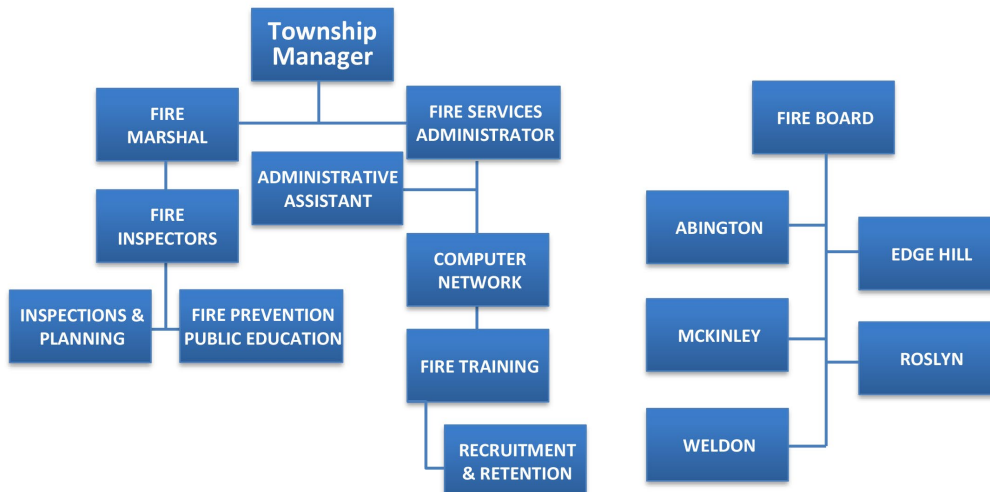 Township
Manager
FIRE
MARSHAL
FIRE SERVICES
ADMINISTRATOR
ADMINISTRATIVE
ASSISTANT
FIRE
INSPECTORS
COMPUTER
NETWORK
INSPECTIONS &
PLANNING
FIRE PREVENTION
PUBLIC EDUCATION
FIRE TRAINING
RECRUITMENT
& RETENTION
FIRE BOARD
ABINGTON
EDGE HILL
MCKINLEY
ROSLYN
WELDON